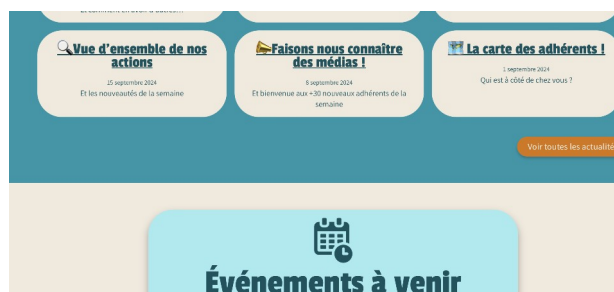 🔍Vue d'ensemble de nos
actions
15 septembre 2024
Et les nouveautés de la semaine
📣Faisons nous connaître
des médias !
8 septembre 2024
Et bienvenue aux +30 nouveaux adhérents de la
semaine
🗺️ La carte des adhérents !
1 septembre 2024
Qui est à côté de chez vous ?
Voir toutes les actualité
Événements à venir